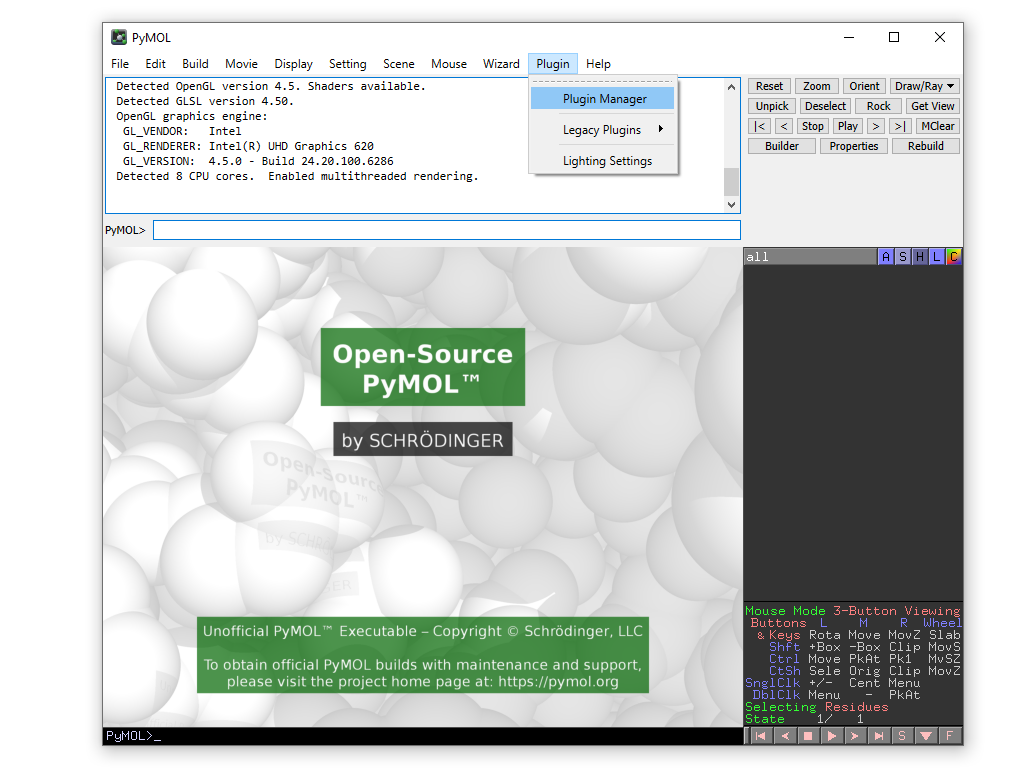 PyMOL
File Edit Build Movie Display Setting Scene Mouse Wizard Plugin Help
Detected OpenGL version 4.5. Shaders available.
Detected GLSL version 4.50.
OpenGL graphics engine:
GL_VENDOR: Intel
GL_RENDERER: Intel(R) UHD Graphics 620
GL_VERSION: 4.5.0 - Build 24.20.100.6286
Detected 8 CPU cores. Enabled multithreaded rendering.
Plugin Manager
Legacy Plugins
Lighting Settings
Reset Zoom Orient Draw/Ray
Unpick Deselect Rock Get View
|< < Stop Play > >| MClear
Builder Properties Rebuild
PyMOL>
all A S H L C
Open-Source
PyMOL™
by SCHRÖDINGER
Open-Source
PyMOL™
by SCHR
NGER
Unofficial PyMOL™ Executable – Copyright © Schrödinger, LLC
To obtain official PyMOL builds with maintenance and support,
please visit the project home page at: https://pymol.org
Mouse Mode 3-Button Viewing
Buttons L M R Wheel
& Keys Rota Move MovZ Slab
Shft +Box -Box Clip MovS
Ctrl Move PkAt Pk1 MvSZ
CtSh Sele Orig Clip MovZ
SnglClk +/- Cent Menu
DblClk Menu - PkAt
Selecting Residues
State 1/ 1
PyMOL>_
S F